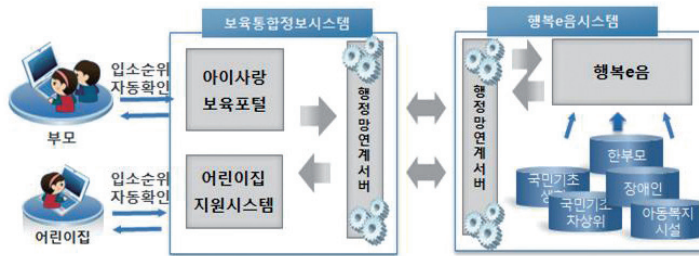 보육통합정보시스템
행복e음시스템
입소순위
자동확인
부모
아이사랑
보육포털
행정망연계서버
행정망연계서버
행복e음
입소순위
자동확인
어린이집
어린이집
지원시스템
한부모
국민기초
장애인
국민기초
차상위
아동복지
시설